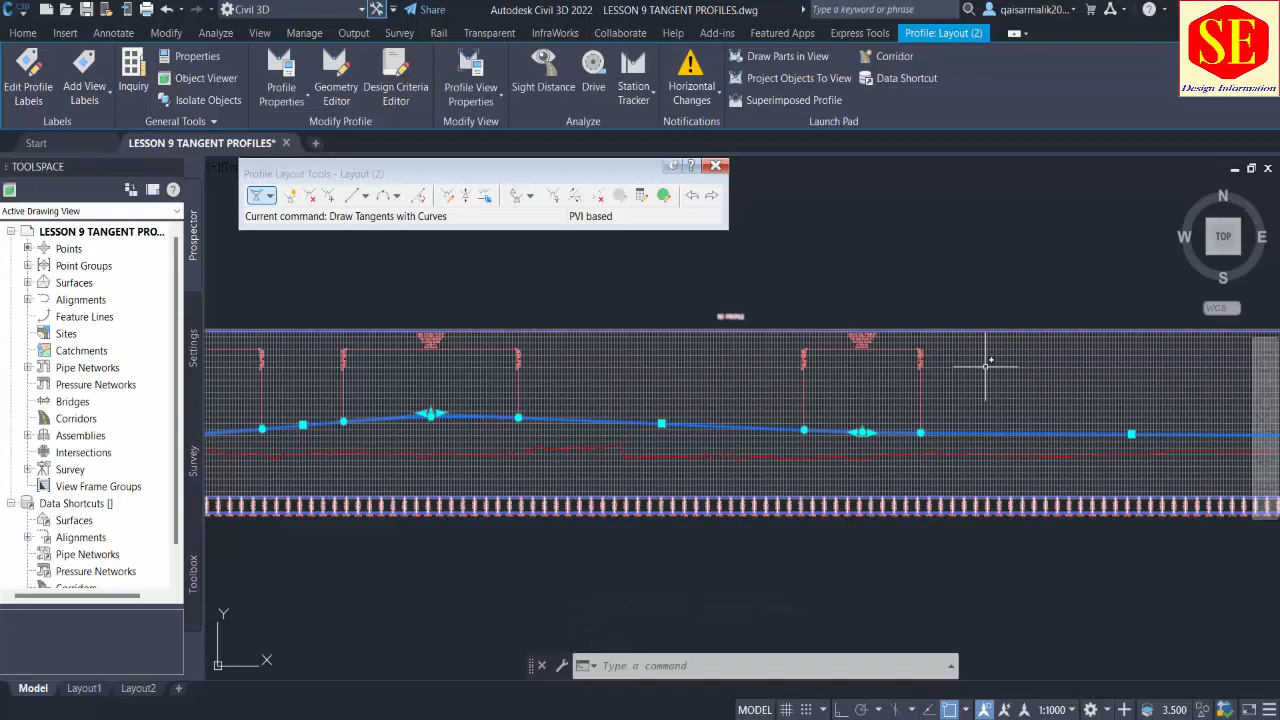 Civil 3D
Share
Autodesk Civil 3D 2022
LESSON 9 TANGENT PROFILES.dwg
Type a keyword or phrase
qaisarmalik20...
Home
Insert
Annotate
Modify
Analyze
View
Manage
Output
Survey
Rail
Transparent
InfraWorks
Collaborate
Help
Add-ins
Featured Apps
Express Tools
Profile: Layout (2)
SE
Design Information
Edit Profile
Labels
Add View
Labels
Labels
Inquiry
Properties
Object Viewer
Isolate Objects
General Tools
Profile
Properties
Geometry
Editor
Design Criteria
Editor
Modify Profile
Profile View
Properties
Modify View
Sight Distance
Drive
Station
Tracker
Analyze
Horizontal
Changes
Notifications
Draw Parts in View
Project Objects To View
Superimposed Profile
Corridor
Data Shortcut
Launch Pad
Start
LESSON 9 TANGENT PROFILES*
TOOLSPACE
Active Drawing View
LESSON 9 TANGENT PRO...
Points
Point Groups
Surfaces
Alignments
Feature Lines
Sites
Catchments
Pipe Networks
Pressure Networks
Bridges
Corridors
Assemblies
Intersections
Survey
View Frame Groups
Data Shortcuts []
Surfaces
Alignments
Pipe Networks
Pressure Networks
Corridors
Prospector
Settings
Survey
Toolbox
Profile Layout Tools - Layout (2)
Current command: Draw Tangents with Curves
PVI based
N
W
TOP
E
S
WCS
Y
X
Type a command
Model
Layout1
Layout2
MODEL
1:1000
3.500